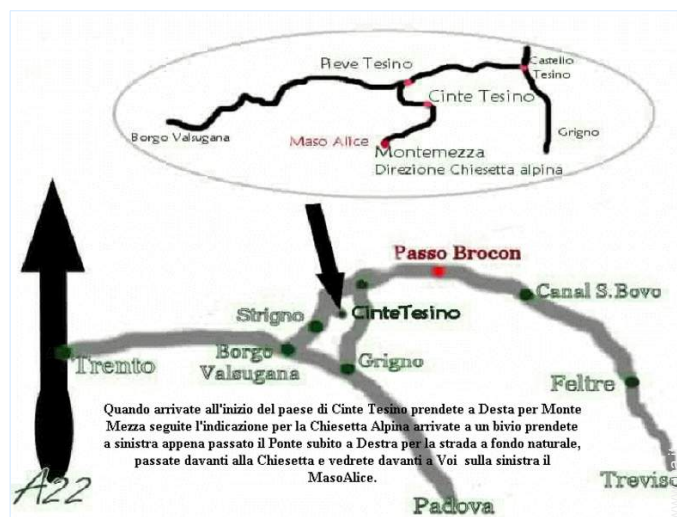 Castello
Tesino
Pieve Tesino
Cinte Tesino
Borgo Valsugana
Maso Alice
Grigno
Montemezza
Direzione Chiesetta alpina
Passo Brocon
Canal S.Bovo
Strigno
CinteTesino
Trento
Borgo
Valsugana
Grigno
Feltre
Quando arrivate all'inizio del paese di Cinte Tesino prendete a Desta per Monte
Mezza seguite l'indicazione per la Chiesetta Alpina arrivate a un bivio prendete
a sinistra appena passato il Ponte subito a Destra per la strada a fondo naturale,
passate davanti alla Chiesetta e vedrete davanti a Voi sulla sinistra il
MasoAlice.
A22
Treviso
Padova